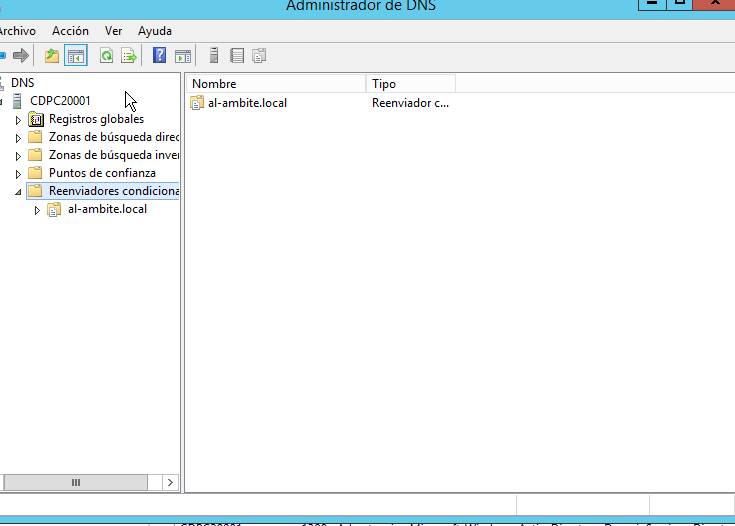 Administrador de DNS
Archivo Acción Ver Ayuda
DNS
CDPC20001
Registros globales
Zonas de búsqueda direc
Zonas de búsqueda inver
Puntos de confianza
Reenviadores condiciona
al-ambite.local
Nombre Tipo
al-ambite.local Reenviador c...